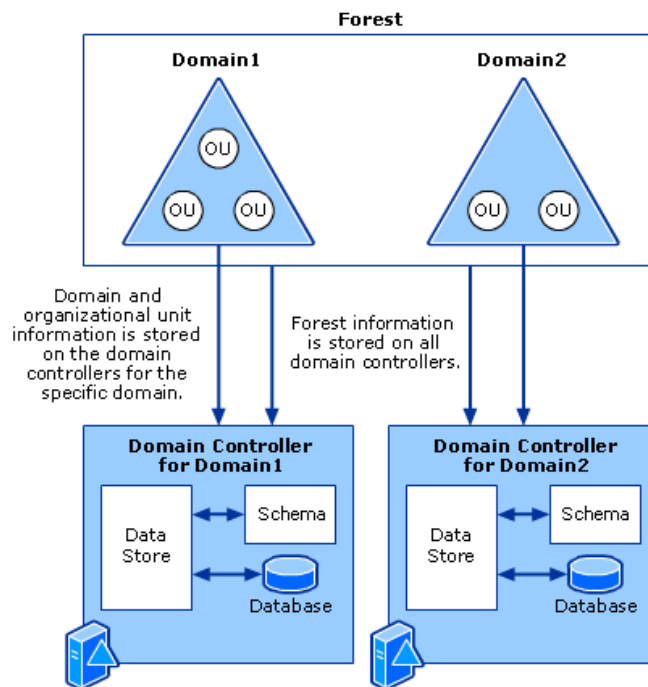 Forest
Domain1
Domain2
OU
OU
OU
OU
OU
Domain and
organizational unit
information is stored
on the domain
controllers for the
specific domain.
Forest information
is stored on all
domain controllers.
Domain Controller
for Domain1
Data
Store
Schema
Database
Domain Controller
for Domain2
Data
Store
Schema
Database